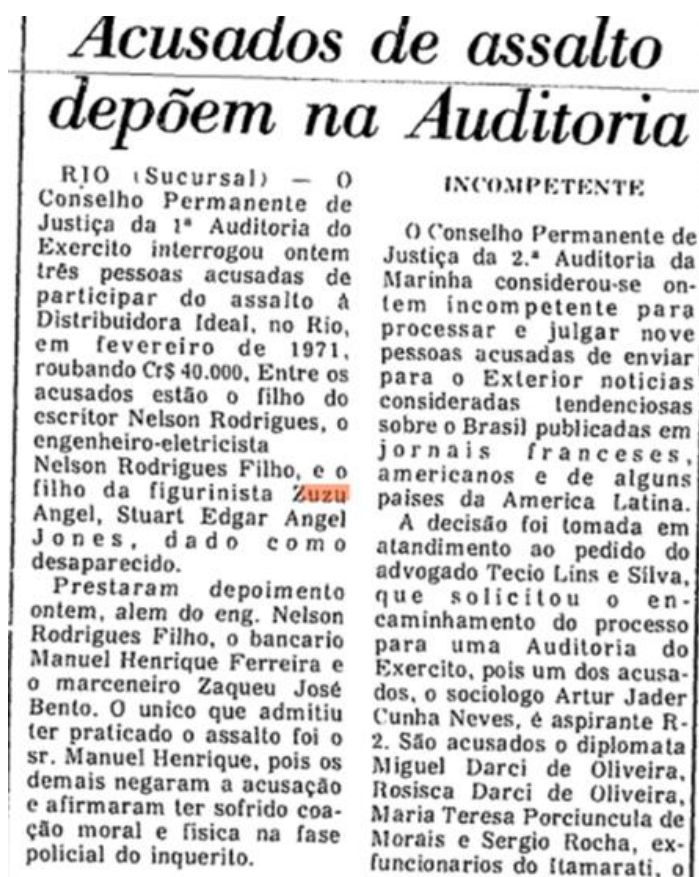 Acusados de assalto
depõem na Auditoria
RIO (Sucursal) — O
Conselho Permanente de
Justiça da 1ª Auditoria do
Exercito interrogou ontem
três pessoas acusadas de
participar do assalto à
Distribuidora Ideal, no Rio,
em fevereiro de 1971,
roubando Cr$ 40.000. Entre os
acusados estão o filho do
escritor Nelson Rodrigues, o
engenheiro-eletricista
Nelson Rodrigues Filho, e o
filho da figurinista Zuzu
Angel, Stuart Edgar Angel
Jones, dado como
desaparecido.
Prestaram depoimento
ontem, alem do eng. Nelson
Rodrigues Filho, o bancario
Manuel Henrique Ferreira e
o marceneiro Zaqueu José
Bento. O unico que admitiu
ter praticado o assalto foi o
sr. Manuel Henrique, pois os
demais negaram a acusação
e afirmaram ter sofrido coa-
ção moral e fisica na fase
policial do inquerito.
INCOMPETENTE
O Conselho Permanente de
Justiça da 2.ª Auditoria da
Marinha considerou-se on-
tem incompetente para
processar e julgar nove
pessoas acusadas de enviar
para o Exterior noticias
consideradas tendenciosas
sobre o Brasil publicadas em
jornais franceses,
americanos e de alguns
paises da America Latina.
A decisão foi tomada em
atandimento ao pedido do
advogado Tecio Lins e Silva,
que solicitou o en-
caminhamento do processo
para uma Auditoria do
Exercito, pois um dos acusa-
dos, o sociologo Artur Jader
Cunha Neves, é aspirante R-
2. São acusados o diplomata
Miguel Darci de Oliveira,
Rosisca Darci de Oliveira,
Maria Teresa Porciuncula de
Morais e Sergio Rocha, ex-
funcionarios do Itamarati, o